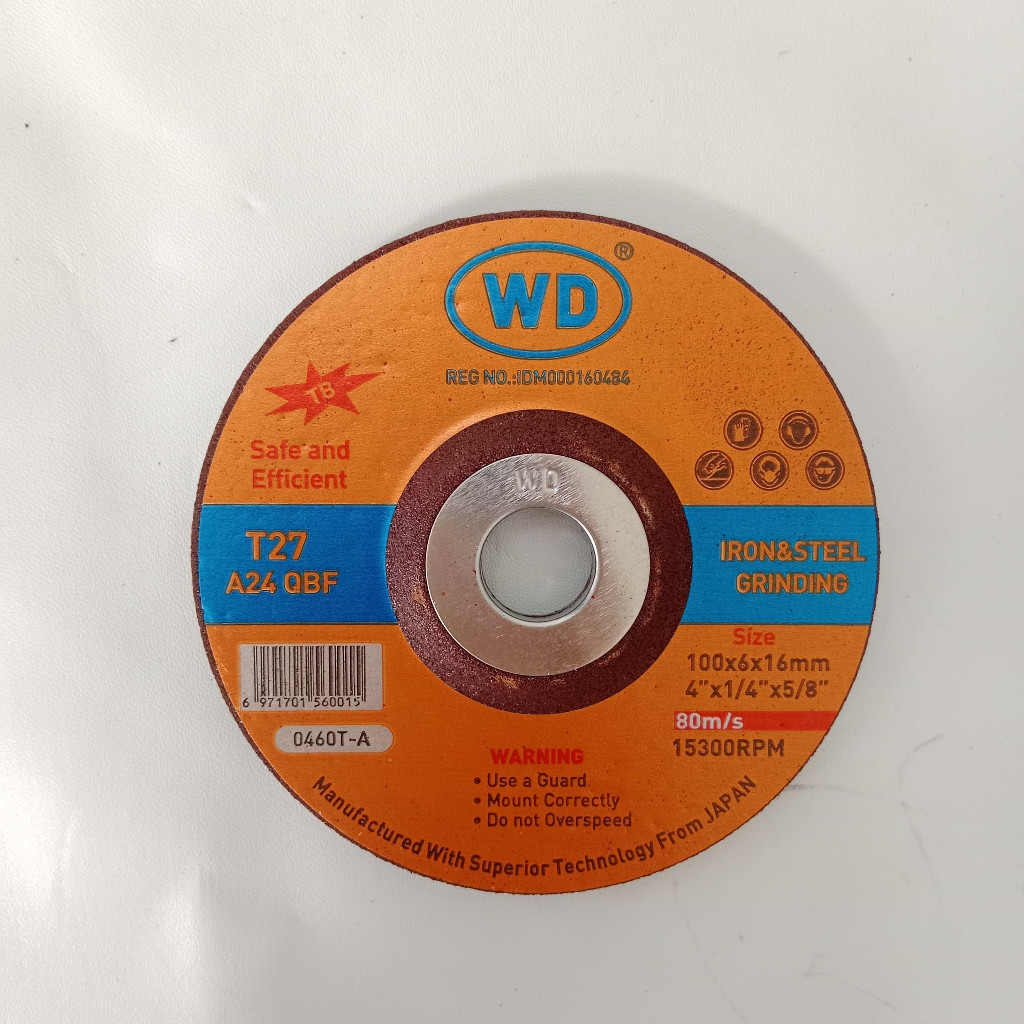 WD
®
REG NO.:IDM000160484
TB
Safe and
Efficient
WD
T27
A24 QBF
IRON&STEEL
GRINDING
Size
100x6x16mm
4"x1/4"x5/8"
80m/s
15300RPM
6 971701 560015
0460T-A
WARNING
• Use a Guard
• Mount Correctly
• Do not Overspeed
Manufactured With Superior Technology From JAPAN